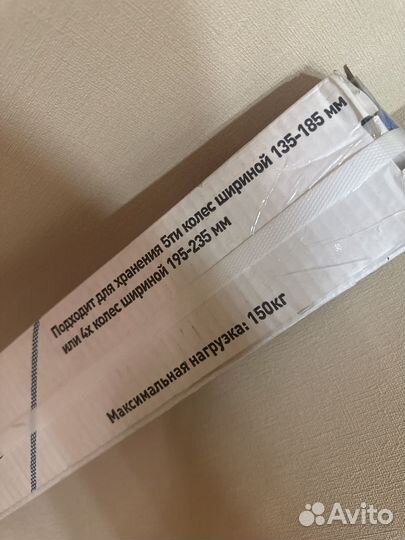 Подходит для хранения 5ти колес шириной 135-185 мм
или 4х колес шириной 195-235 мм
Максимальная нагрузка: 150кг
Avito